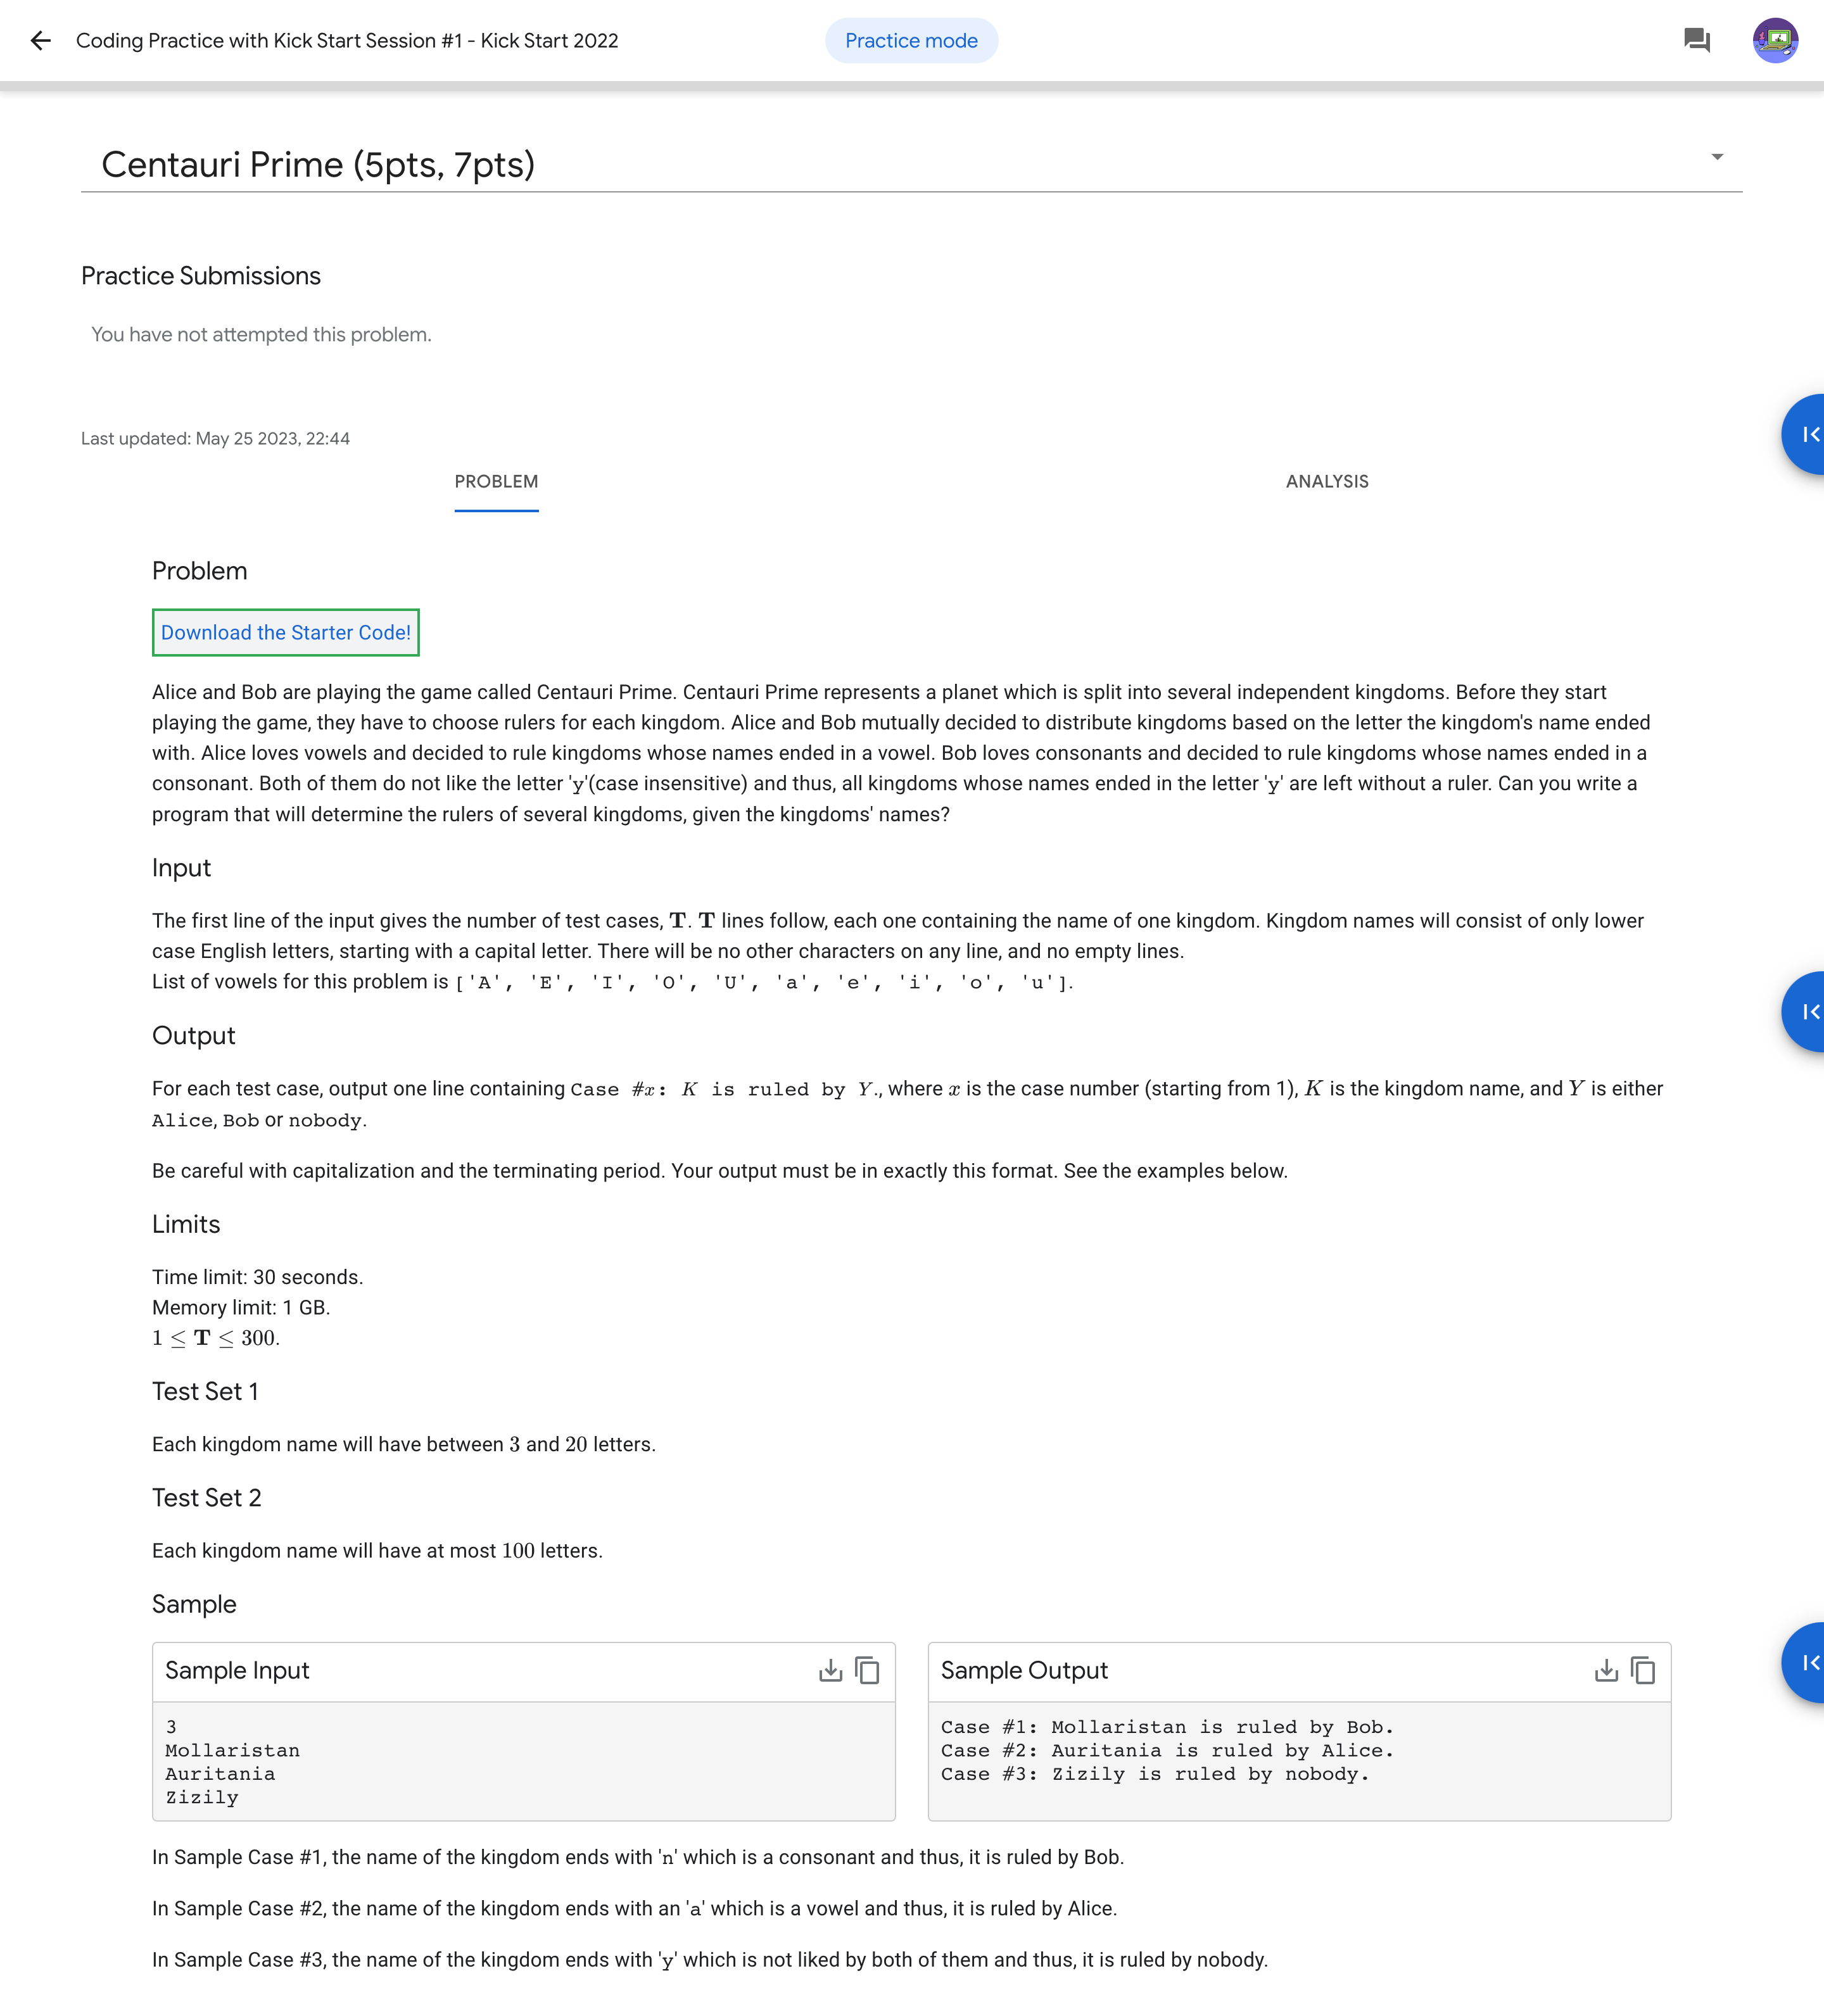 Coding Practice with Kick Start Session #1 - Kick Start 2022
Practice mode
Centauri Prime (5pts, 7pts)
Practice Submissions
You have not attempted this problem.
Last updated: May 25 2023, 22:44
PROBLEM
ANALYSIS
Problem
Download the Starter Code!
Alice and Bob are playing the game called Centauri Prime. Centauri Prime represents a planet which is split into several independent kingdoms. Before they start
playing the game, they have to choose rulers for each kingdom. Alice and Bob mutually decided to distribute kingdoms based on the letter the kingdom's name ended
with. Alice loves vowels and decided to rule kingdoms whose names ended in a vowel. Bob loves consonants and decided to rule kingdoms whose names ended in a
consonant. Both of them do not like the letter 'y'(case insensitive) and thus, all kingdoms whose names ended in the letter 'y' are left without a ruler. Can you write a
program that will determine the rulers of several kingdoms, given the kingdoms' names?
Input
The first line of the input gives the number of test cases, T. T lines follow, each one containing the name of one kingdom. Kingdom names will consist of only lower
case English letters, starting with a capital letter. There will be no other characters on any line, and no empty lines.
List of vowels for this problem is ['A', 'E', 'I', 'O', 'U', 'a', 'e', 'i', 'o', 'u'].
Output
For each test case, output one line containing Case #x: K is ruled by Y., where x is the case number (starting from 1), K is the kingdom name, and Y is either
Alice, Bob or nobody.
Be careful with capitalization and the terminating period. Your output must be in exactly this format. See the examples below.
Limits
Time limit: 30 seconds.
Memory limit: 1 GB.
1 ≤ T ≤ 300.
Test Set 1
Each kingdom name will have between 3 and 20 letters.
Test Set 2
Each kingdom name will have at most 100 letters.
Sample
Sample Input
3
Mollaristan
Auritania
Zizily
Sample Output
Case #1: Mollaristan is ruled by Bob.
Case #2: Auritania is ruled by Alice.
Case #3: Zizily is ruled by nobody.
In Sample Case #1, the name of the kingdom ends with 'n' which is a consonant and thus, it is ruled by Bob.
In Sample Case #2, the name of the kingdom ends with an 'a' which is a vowel and thus, it is ruled by Alice.
In Sample Case #3, the name of the kingdom ends with 'y' which is not liked by both of them and thus, it is ruled by nobody.